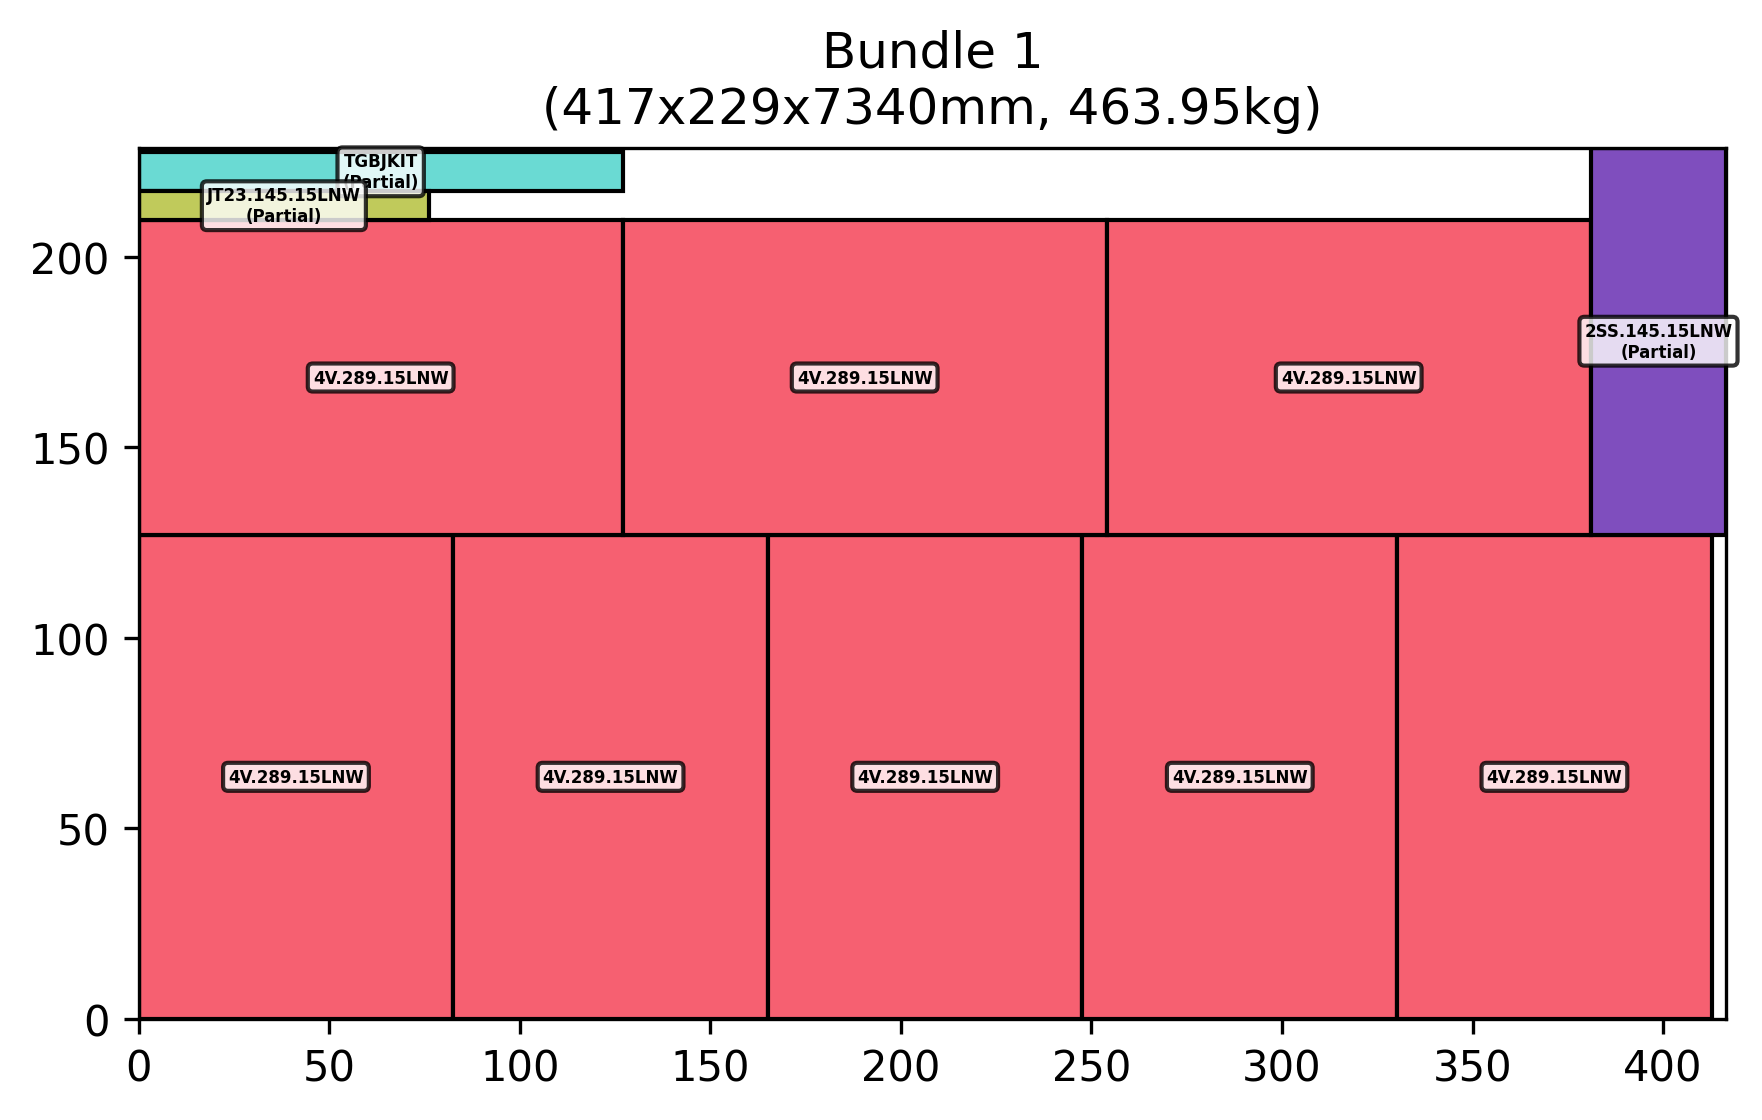 Bundle 1
(417x229x7340mm, 463.95kg)
TGBJKIT
(Partial)
JT23.145.15LNW
(Partial)
2SS.145.15LNW
(Partial)
4V.289.15LNW
4V.289.15LNW
4V.289.15LNW
4V.289.15LNW
4V.289.15LNW
4V.289.15LNW
4V.289.15LNW
4V.289.15LNW
200
150
100
50
0
0
50
100
150
200
250
300
350
400